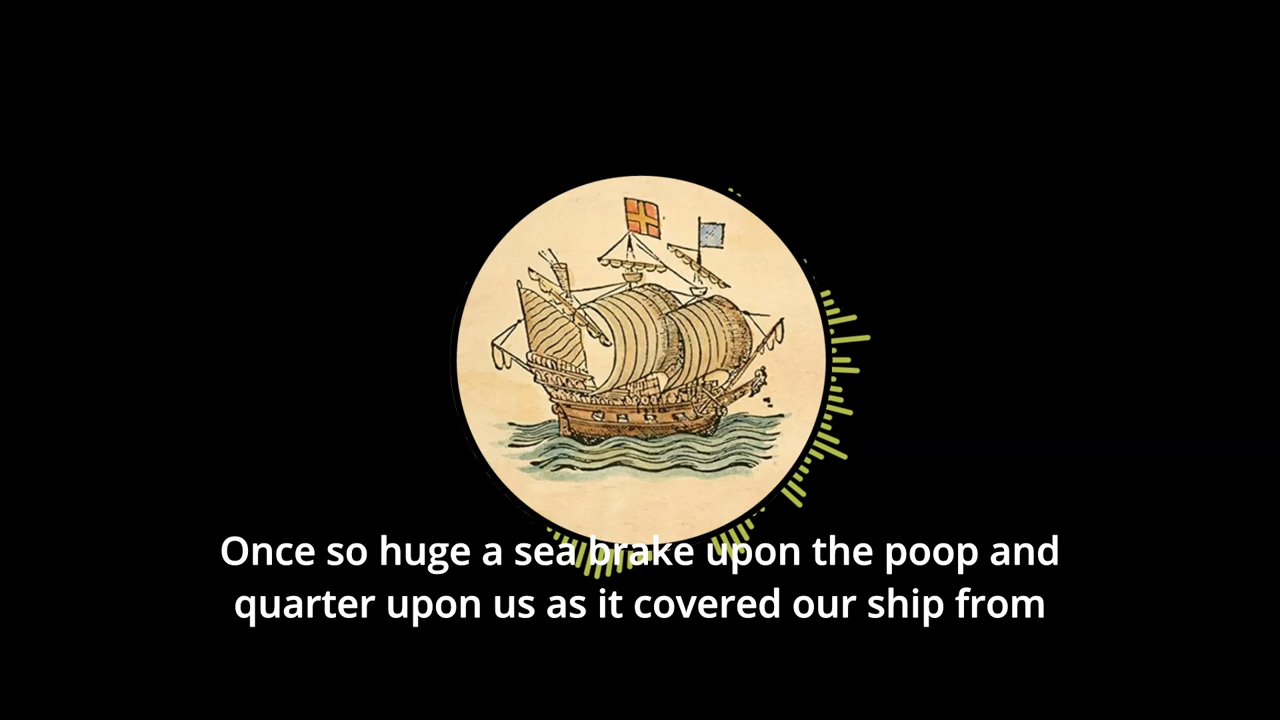 Once so huge a sea brake upon the poop and
quarter upon us as it covered our ship from